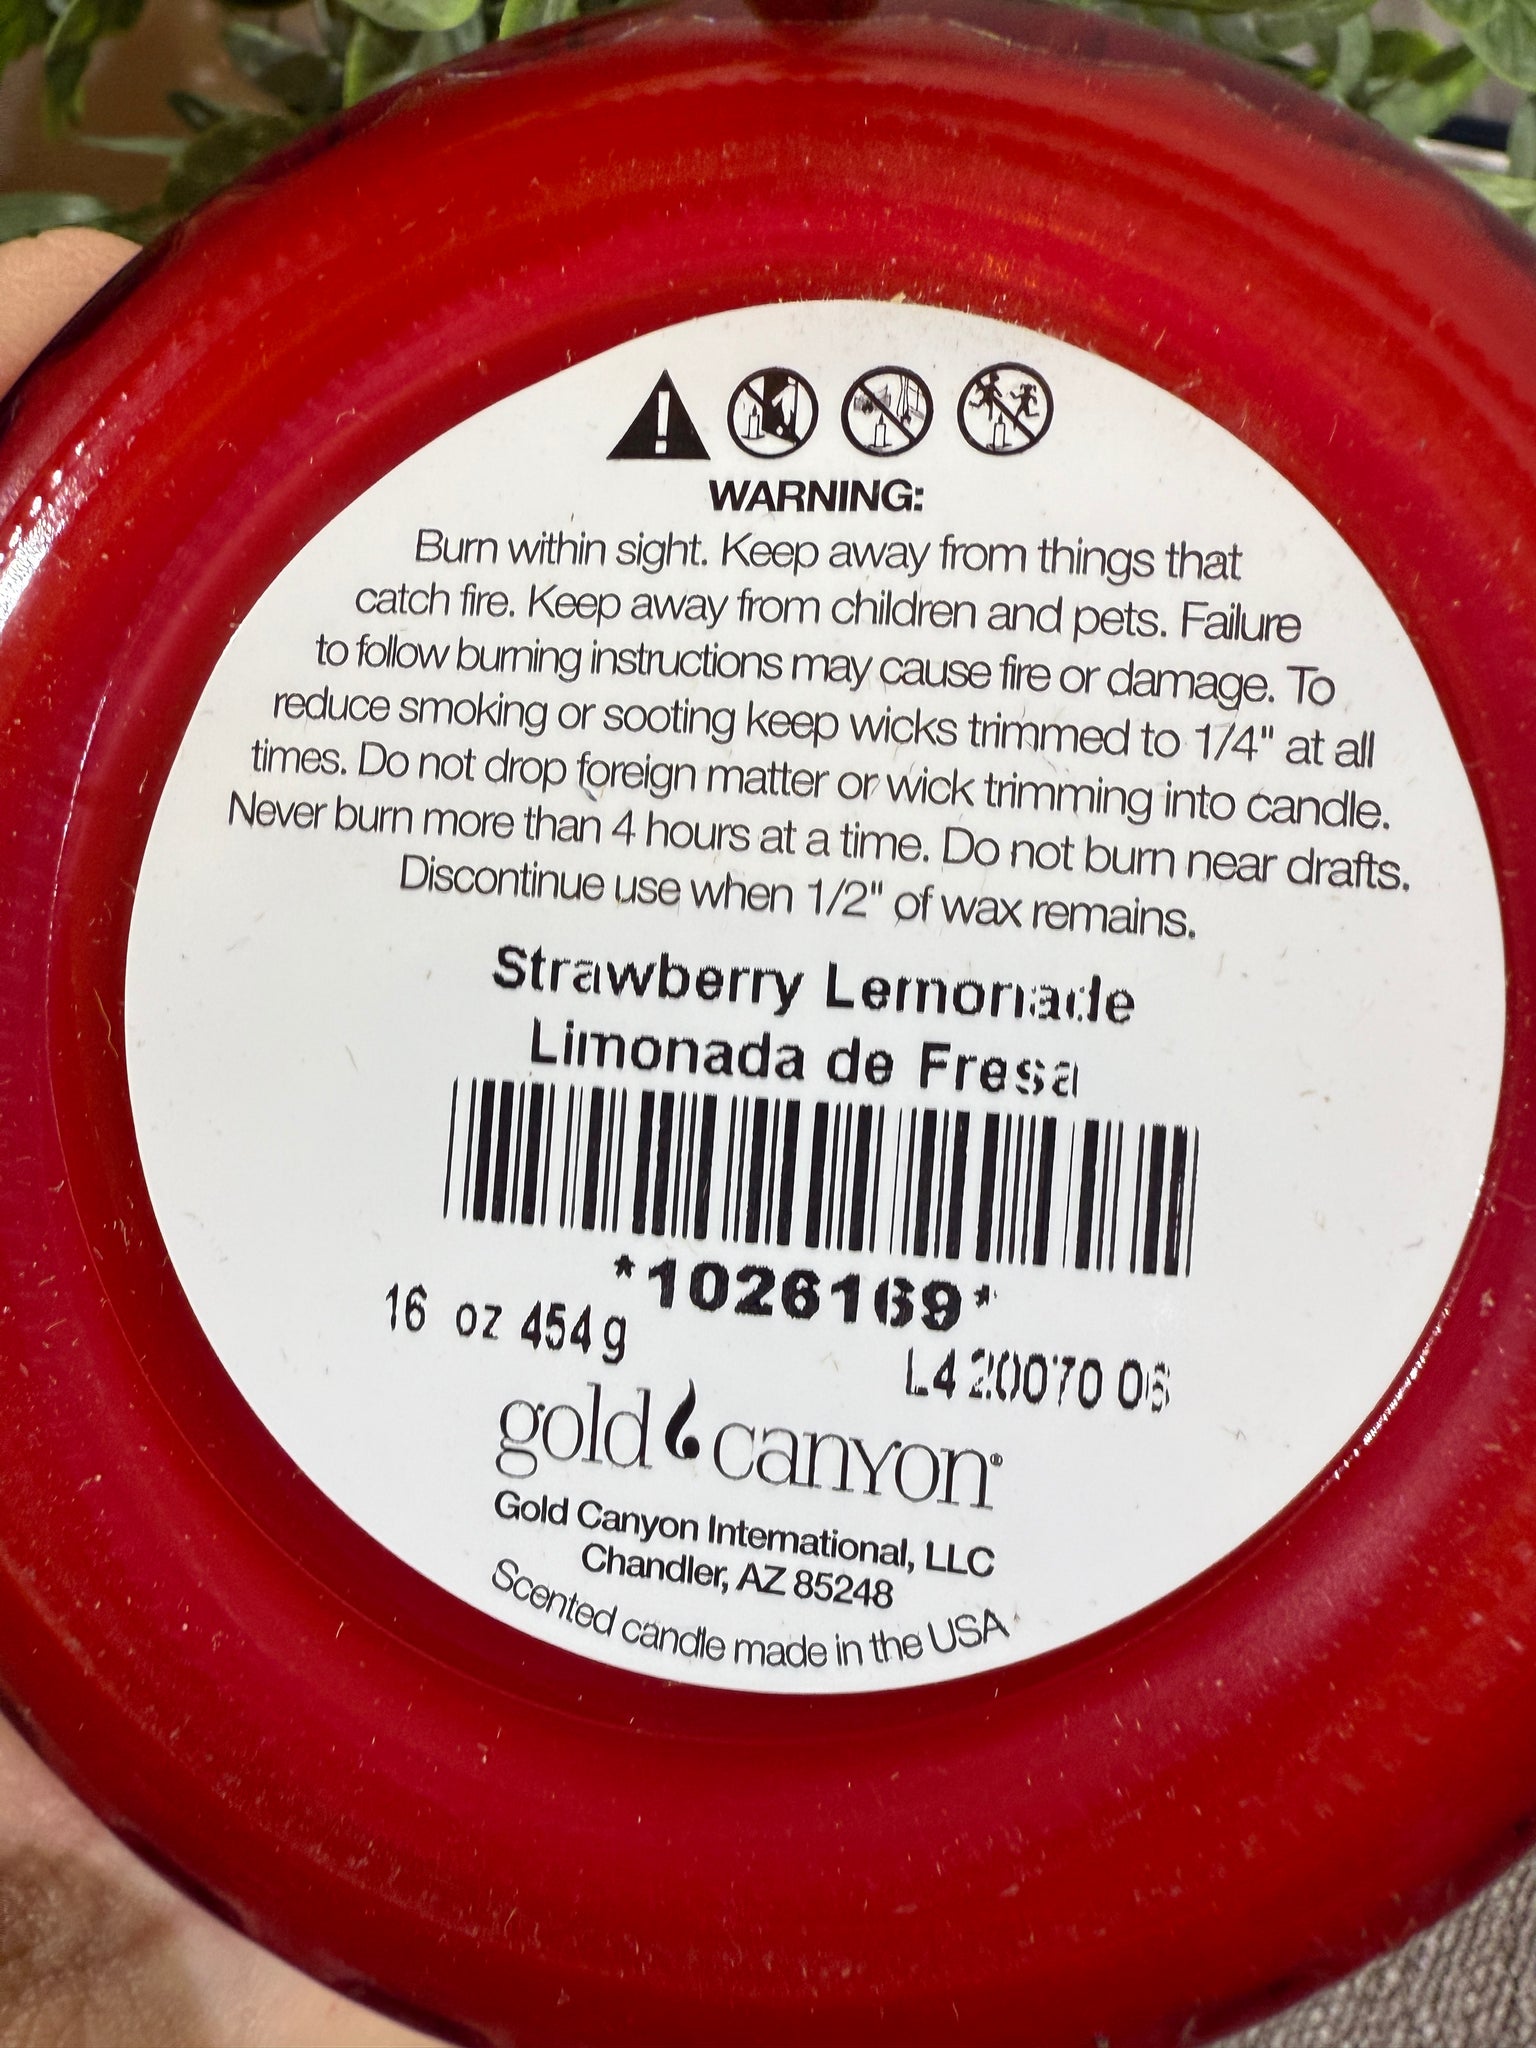 WARNING:
Burn within sight. Keep away from things that
catch fire. Keep away from children and pets. Failure
to follow burning instructions may cause fire or damage. To
reduce smoking or sooting keep wicks trimmed to 1/4" at all
times. Do not drop foreign matter or wick trimming into candle.
Never burn more than 4 hours at a time. Do not burn near drafts.
Discontinue use when 1/2" of wax remains.
Strawberry Lemonade
Limonada de Fresa
*1026169*
16 oz 454g
L4 20070 06
gold canyon®
Gold Canyon International, LLC
Chandler, AZ 85248
Scented candle made in the USA